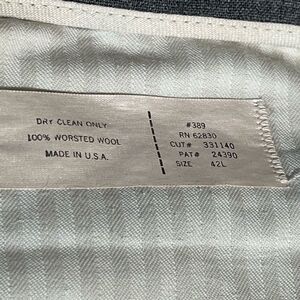 DRY CLEAN ONLY
100% WORSTED WOOL
MADE IN U.S.A.
#389
RN 62830
CUT# 331140
PAT# 24390
SIZE 42L